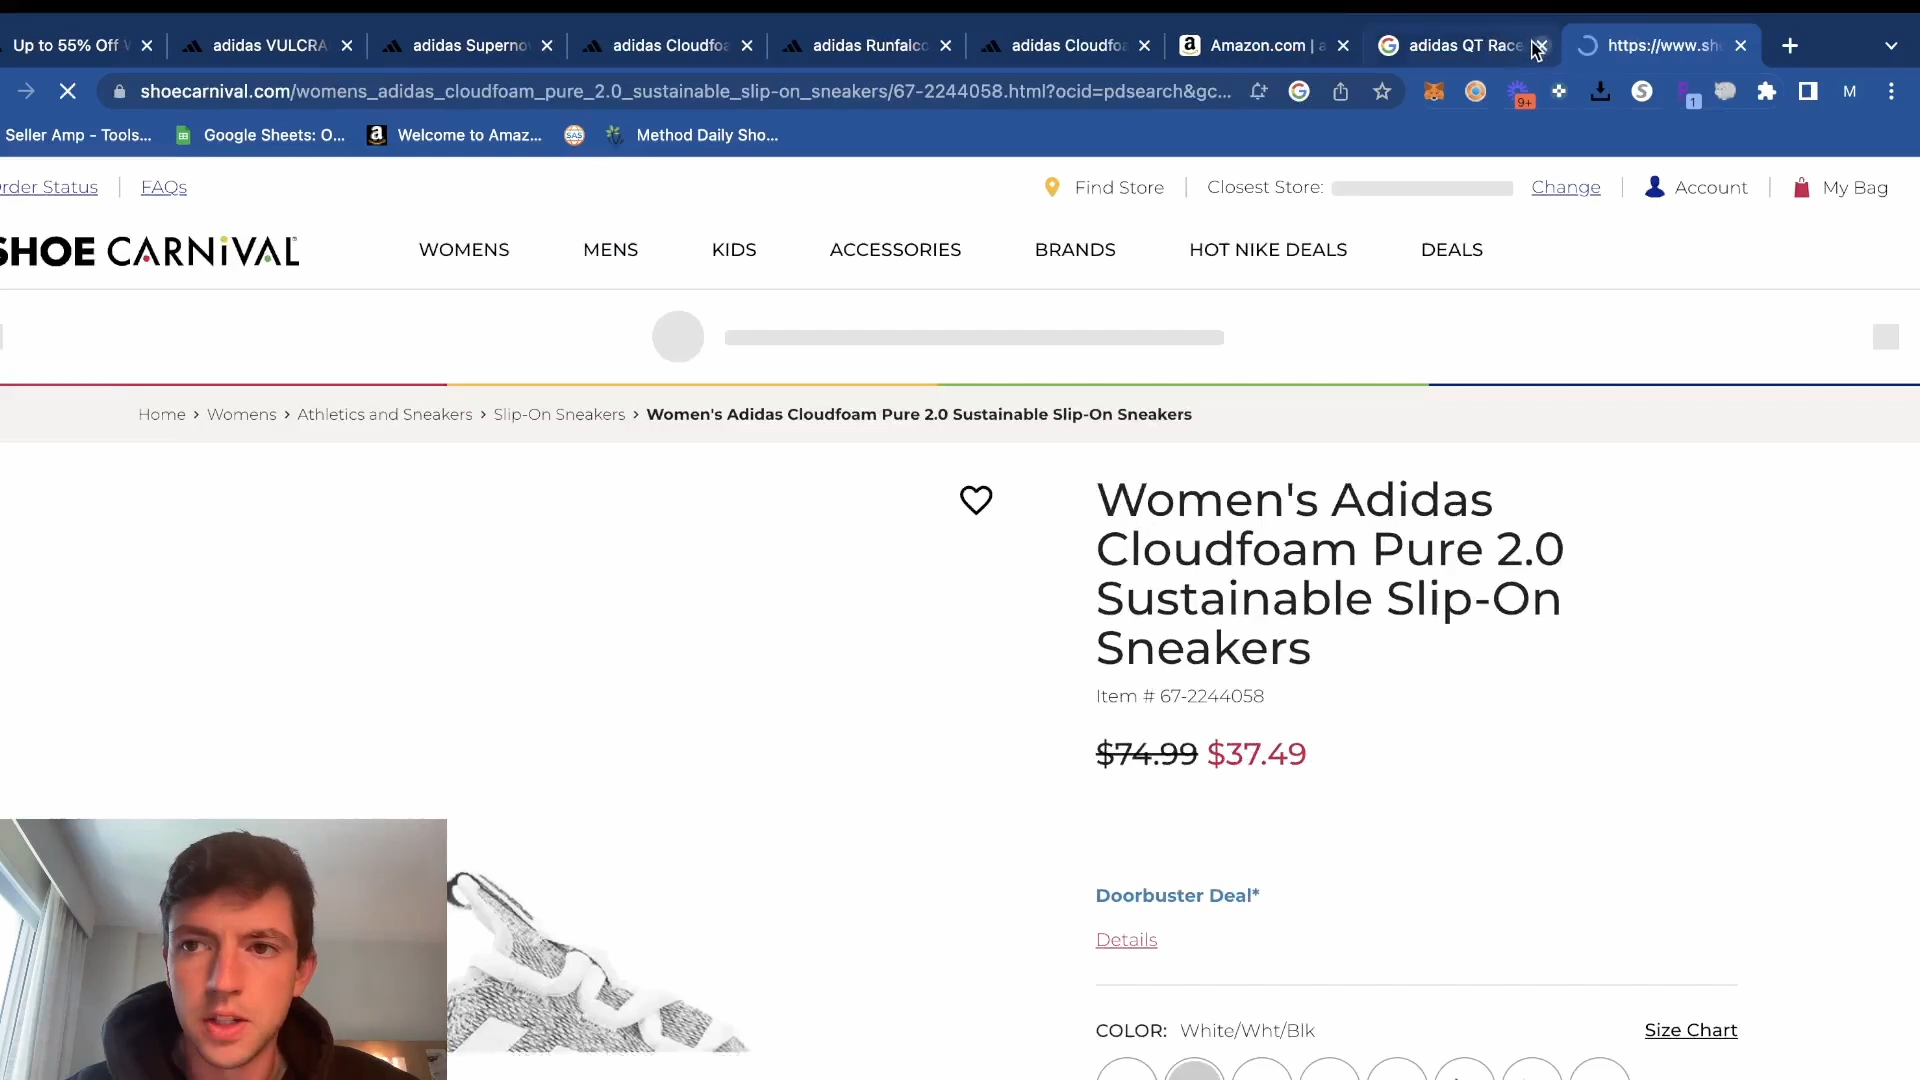 Up to 55% Off
adidas VULCRA
adidas Superno
adidas Cloudfoa
adidas Runfalco
adidas Cloudfoa
Amazon.com |
adidas QT Race
https://www.sh
shoecarnival.com/womens_adidas_cloudfoam_pure_2.0_sustainable_slip-on_sneakers/67-2244058.html?ocid=pdsearch&gc...
9+
1
M
Seller Amp - Tools...
Google Sheets: O...
Welcome to Amaz...
SAS
Method Daily Sho...
rder Status
FAQs
Find Store
Closest Store:
Change
Account
My Bag
SHOE CARNiVAL
WOMENS
MENS
KIDS
ACCESSORIES
BRANDS
HOT NIKE DEALS
DEALS
Home › Womens › Athletics and Sneakers › Slip-On Sneakers › Women's Adidas Cloudfoam Pure 2.0 Sustainable Slip-On Sneakers
Women's Adidas
Cloudfoam Pure 2.0
Sustainable Slip-On
Sneakers
Item # 67-2244058
$74.99 $37.49
Doorbuster Deal*
Details
COLOR: White/Wht/Blk
Size Chart